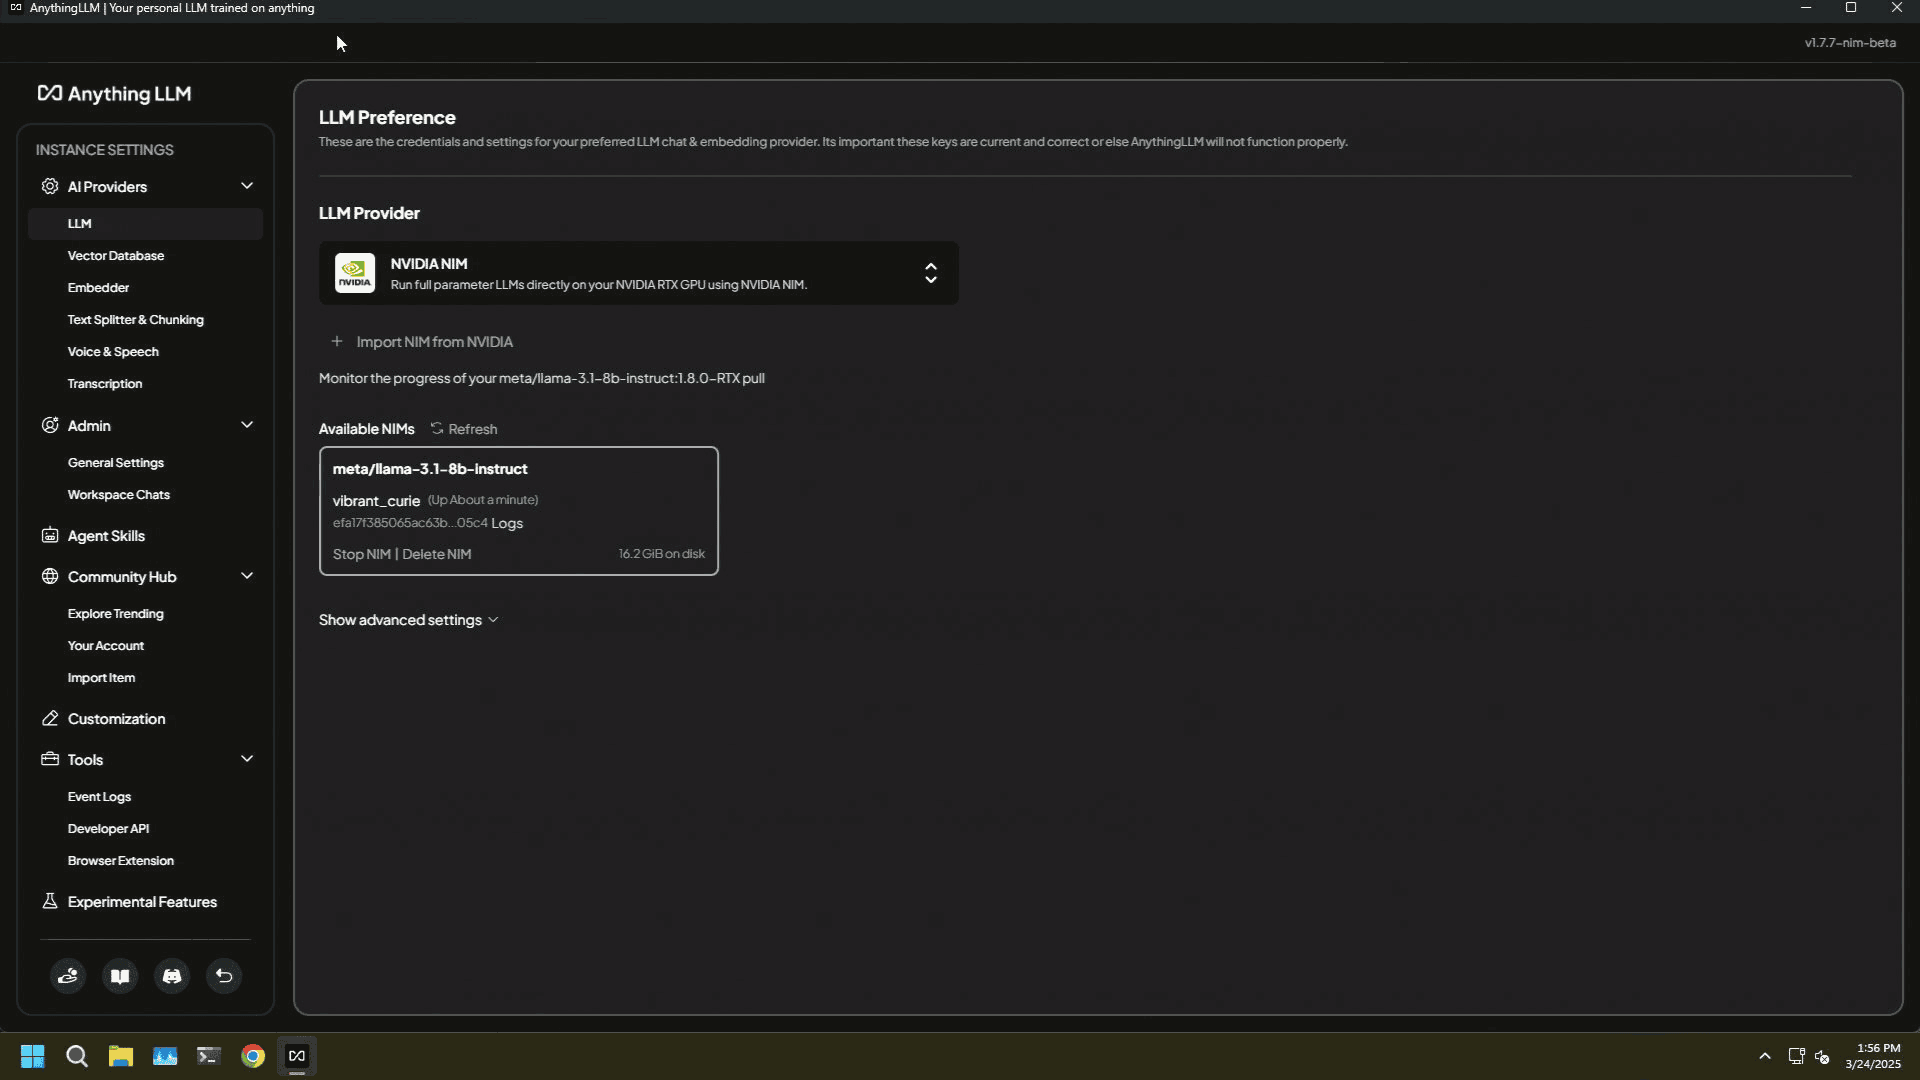 AnythingLLM | Your personal LLM trained on anything
v1.7.7-nim-beta
Anything LLM
INSTANCE SETTINGS
AI Providers
LLM
Vector Database
Embedder
Text Splitter & Chunking
Voice & Speech
Transcription
Admin
General Settings
Workspace Chats
Agent Skills
Community Hub
Explore Trending
Your Account
Import Item
Customization
Tools
Event Logs
Developer API
Browser Extension
Experimental Features
LLM Preference
These are the credentials and settings for your preferred LLM chat & embedding provider. Its important these keys are current and correct or else AnythingLLM will not function properly.
LLM Provider
NVIDIA
NVIDIA NIM
Run full parameter LLMs directly on your NVIDIA RTX GPU using NVIDIA NIM.
+ Import NIM from NVIDIA
Monitor the progress of your meta/llama-3.1-8b-instruct:1.8.0-RTX pull
Available NIMs Refresh
meta/llama-3.1-8b-instruct
vibrant_curie (Up About a minute)
efa17f385065ac63b...05c4 Logs
Stop NIM | Delete NIM 16.2 GiB on disk
Show advanced settings
1:56 PM
3/24/2025